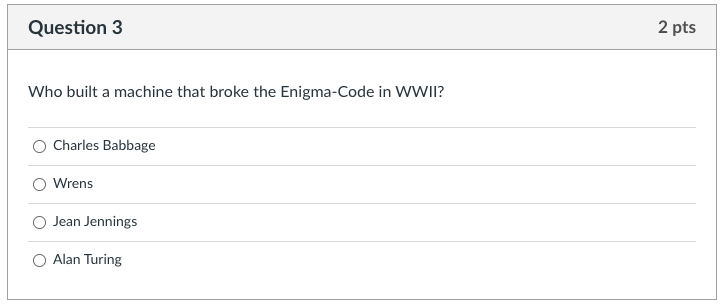 Question 3
2 pts
Who built a machine that broke the Enigma-Code in WWII?
Charles Babbage
Wrens
Jean Jennings
Alan Turing